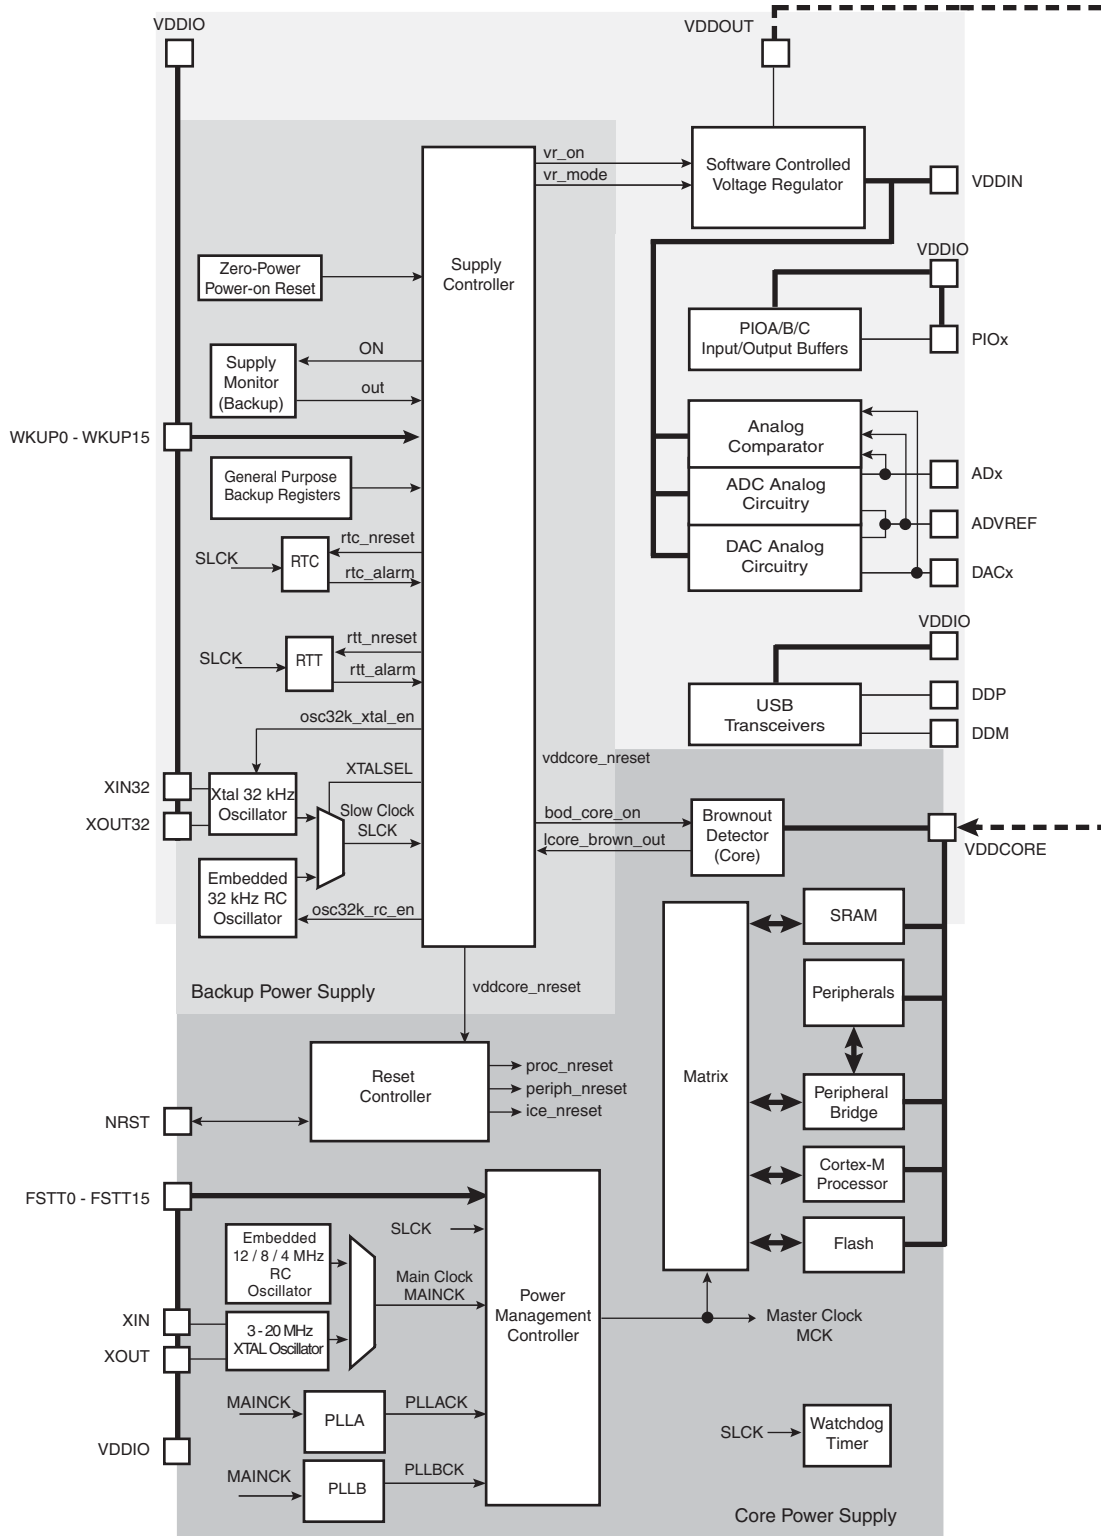 VDDIO
VDDOUT
vr_on
vr_mode
Software Controlled
Voltage Regulator
VDDIN
Supply
Controller
Zero-Power
Power-on Reset
VDDIO
PIOA/B/C
Input/Output Buffers
PIOx
Supply
Monitor
(Backup)
ON
out
WKUP0 - WKUP15
General Purpose
Backup Registers
Analog
Comparator
ADC Analog
Circuitry
DAC Analog
Circuitry
ADx
ADVREF
DACx
SLCK
RTC
rtc_nreset
rtc_alarm
SLCK
RTT
rtt_nreset
rtt_alarm
VDDIO
USB
Transceivers
DDP
DDM
osc32k_xtal_en
XIN32
XOUT32
Xtal 32 kHz
Oscillator
XTALSEL
Slow Clock
SLCK
Embedded
32 kHz RC
Oscillator
osc32k_rc_en
vddcore_nreset
bod_core_on
lcore_brown_out
Brownout
Detector
(Core)
VDDCORE
Backup Power Supply
vddcore_nreset
Matrix
SRAM
Peripherals
Peripheral
Bridge
Cortex-M
Processor
Flash
NRST
Reset
Controller
proc_nreset
periph_nreset
ice_nreset
FSTT0 - FSTT15
SLCK
Embedded
12 / 8 / 4 MHz
RC
Oscillator
Main Clock
MAINCK
XIN
XOUT
3 - 20 MHz
XTAL Oscillator
Power
Management
Controller
Master Clock
MCK
MAINCK
PLLA
PLLACK
VDDIO
MAINCK
PLLB
PLLBCK
SLCK
Watchdog
Timer
Core Power Supply